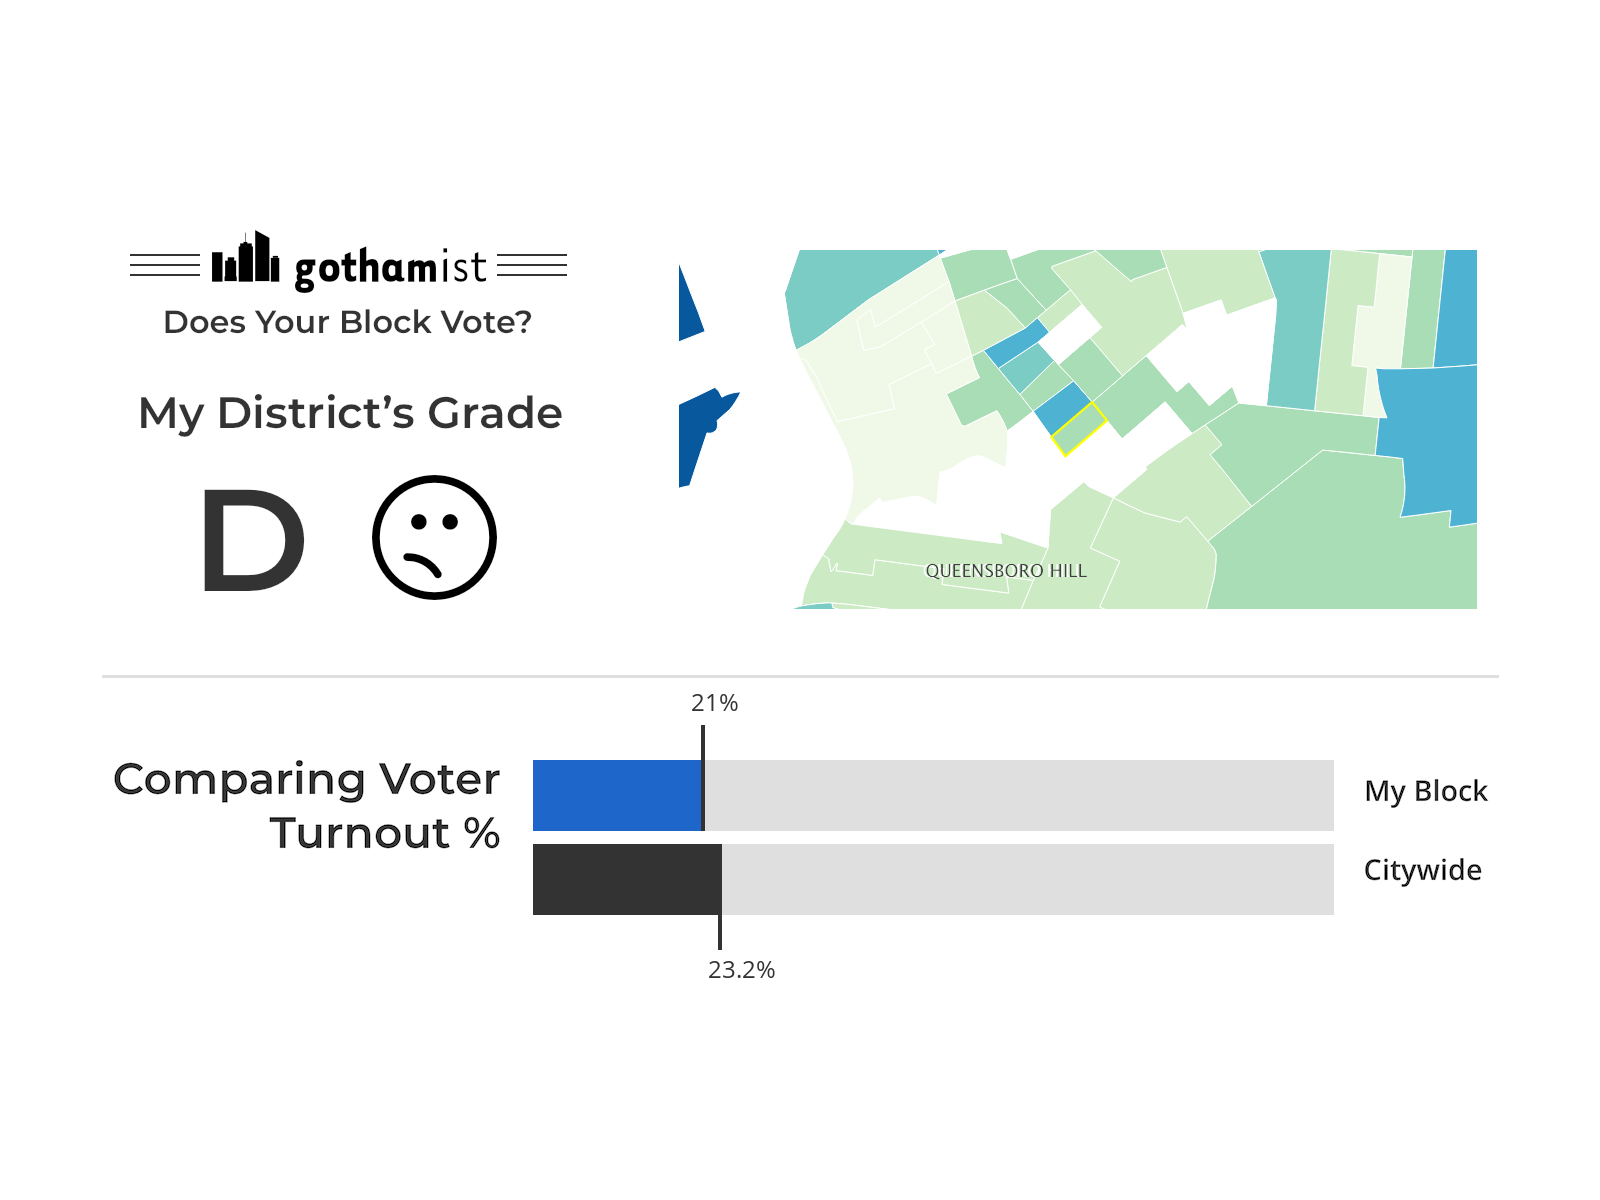 gothamist
Does Your Block Vote?
My District’s Grade
D
QUEENSBORO HILL
21%
Comparing Voter
Turnout %
My Block
Citywide
23.2%